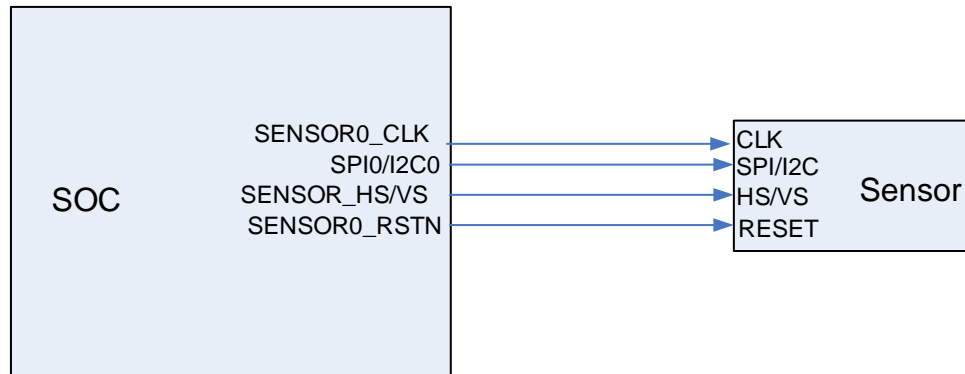 SOC
SENSOR0_CLK
SPI0/I2C0
SENSOR_HS/VS
SENSOR0_RSTN
CLK
SPI/I2C
HS/VS
RESET
Sensor